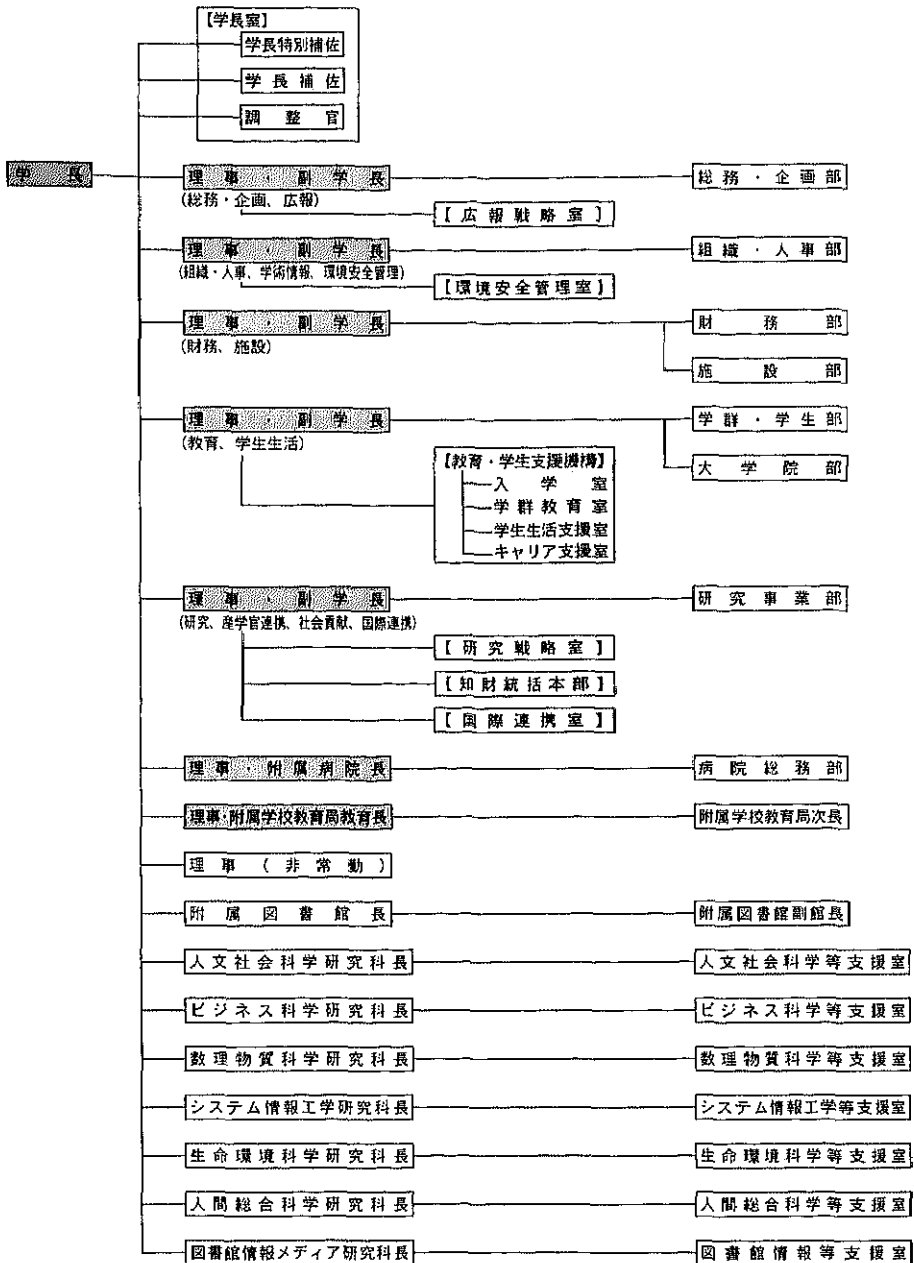 【学長室】
学長特別補佐
学長補佐
調整官
学長
理事・副学長 総務・企画部
(総務・企画、広報)
【広報戦略室】
理事・副学長 組織・人事部
(組織・人事、学術情報、環境安全管理)
【環境安全管理室】
理事・副学長 財務部
(財務、施設)
施設部
理事・副学長 学群・学生部
(教育、学生生活)
【教育・学生支援機構】 大学院部
入学室
学群教育室
学生生活支援室
キャリア支援室
理事・副学長 研究事業部
(研究、産学官連携、社会貢献、国際連携)
【研究戦略室】
【知財統括本部】
【国際連携室】
理事・附属病院長 病院総務部
理事・附属学校教育局教育長 附属学校教育局次長
理事(非常勤)
附属図書館長 附属図書館副館長
人文社会科学研究科長 人文社会科学等支援室
ビジネス科学研究科長 ビジネス科学等支援室
数理物質科学研究科長 数理物質科学等支援室
システム情報工学研究科長 システム情報工学等支援室
生命環境科学研究科長 生命環境科学等支援室
人間総合科学研究科長 人間総合科学等支援室
図書館情報メディア研究科長 図書館情報等支援室